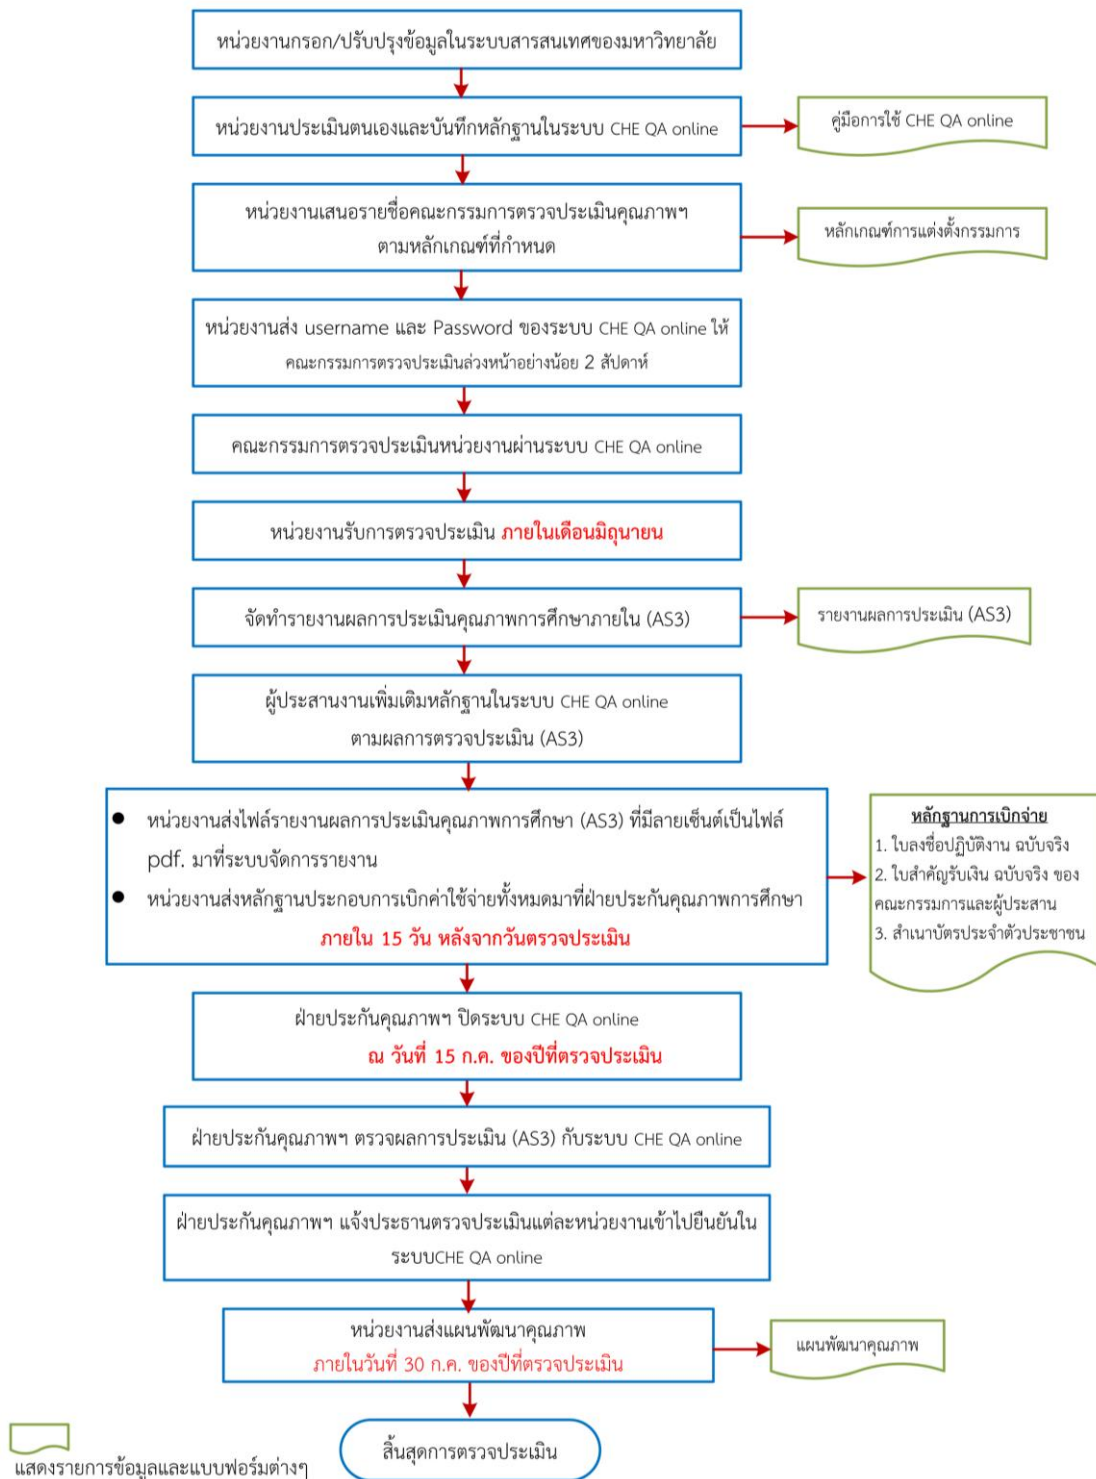 หน่วยงานกรอก/ปรับปรุงข้อมูลในระบบสารสนเทศของมหาวิทยาลัย
หน่วยงานประเมินตนเองและบันทึกหลักฐานในระบบ CHE QA online
คู่มือการใช้ CHE QA online
หน่วยงานเสนอรายชื่อคณะกรรมการตรวจประเมินคุณภาพฯ
ตามหลักเกณฑ์ที่กำหนด
หลักเกณฑ์การแต่งตั้งกรรมการ
หน่วยงานส่ง username และ Password ของระบบ CHE QA online ให้
คณะกรรมการตรวจประเมินล่วงหน้าอย่างน้อย 2 สัปดาห์
คณะกรรมการตรวจประเมินหน่วยงานผ่านระบบ CHE QA online
หน่วยงานรับการตรวจประเมิน ภายในเดือนมิถุนายน
จัดทำรายงานผลการประเมินคุณภาพการศึกษาภายใน (AS3)
รายงานผลการประเมิน (AS3)
ผู้ประสานงานเพิ่มเติมหลักฐานในระบบ CHE QA online
ตามผลการตรวจประเมิน (AS3)
● หน่วยงานส่งไฟล์รายงานผลการประเมินคุณภาพการศึกษา (AS3) ที่มีลายเซ็นต์เป็นไฟล์
pdf. มาที่ระบบจัดการรายงาน
● หน่วยงานส่งหลักฐานประกอบการเบิกค่าใช้จ่ายทั้งหมดมาที่ฝ่ายประกันคุณภาพการศึกษา
ภายใน 15 วัน หลังจากวันตรวจประเมิน
หลักฐานการเบิกจ่าย
1. ใบลงชื่อปฏิบัติงาน ฉบับจริง
2. ใบสำคัญรับเงิน ฉบับจริง ของ
คณะกรรมการและผู้ประสาน
3. สำเนาบัตรประจำตัวประชาชน
ฝ่ายประกันคุณภาพฯ ปิดระบบ CHE QA online
ณ วันที่ 15 ก.ค. ของปีที่ตรวจประเมิน
ฝ่ายประกันคุณภาพฯ ตรวจผลการประเมิน (AS3) กับระบบ CHE QA online
ฝ่ายประกันคุณภาพฯ แจ้งประธานตรวจประเมินแต่ละหน่วยงานเข้าไปยืนยันใน
ระบบCHE QA online
หน่วยงานส่งแผนพัฒนาคุณภาพ
ภายในวันที่ 30 ก.ค. ของปีที่ตรวจประเมิน
แผนพัฒนาคุณภาพ
สิ้นสุดการตรวจประเมิน
แสดงรายการข้อมูลและแบบฟอร์มต่างๆ